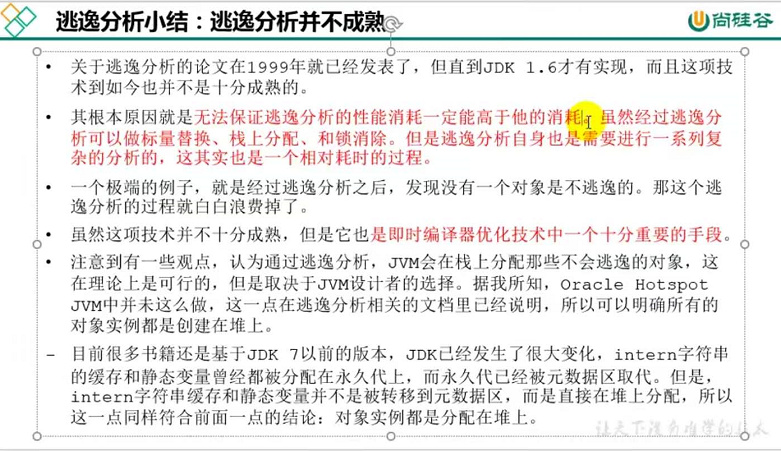 逃逸分析小结：逃逸分析并不成熟
尚硅谷
• 关于逃逸分析的论文在1999年就已经发表了，但直到JDK 1.6才有实现，而且这项技
术到如今也并不是十分成熟的。
• 其根本原因就是无法保证逃逸分析的性能消耗一定能高于他的消耗。虽然经过逃逸分
析可以做标量替换、栈上分配、和锁消除。但是逃逸分析自身也是需要进行一系列复
杂的分析的，这其实也是一个相对耗时的过程。
• 一个极端的例子，就是经过逃逸分析之后，发现没有一个对象是不逃逸的。那这个逃
逸分析的过程就白白浪费掉了。
• 虽然这项技术并不十分成熟，但是它也是即时编译器优化技术中一个十分重要的手段。
• 注意到有一些观点，认为通过逃逸分析，JVM会在栈上分配那些不会逃逸的对象，这
在理论上是可行的，但是取决于JVM设计者的选择。据我所知，Oracle Hotspot
JVM中并未这么做，这一点在逃逸分析相关的文档里已经说明，所以可以明确所有的
对象实例都是创建在堆上。
– 目前很多书籍还是基于JDK 7以前的版本，JDK已经发生了很大变化，intern字符串
的缓存和静态变量曾经都被分配在永久代上，而永久代已经被元数据区取代。但是，
intern字符串缓存和静态变量并不是被转移到元数据区，而是直接在堆上分配，所以
这一点同样符合前面一点的结论：对象实例都是分配在堆上。
让天下没有难学的技术